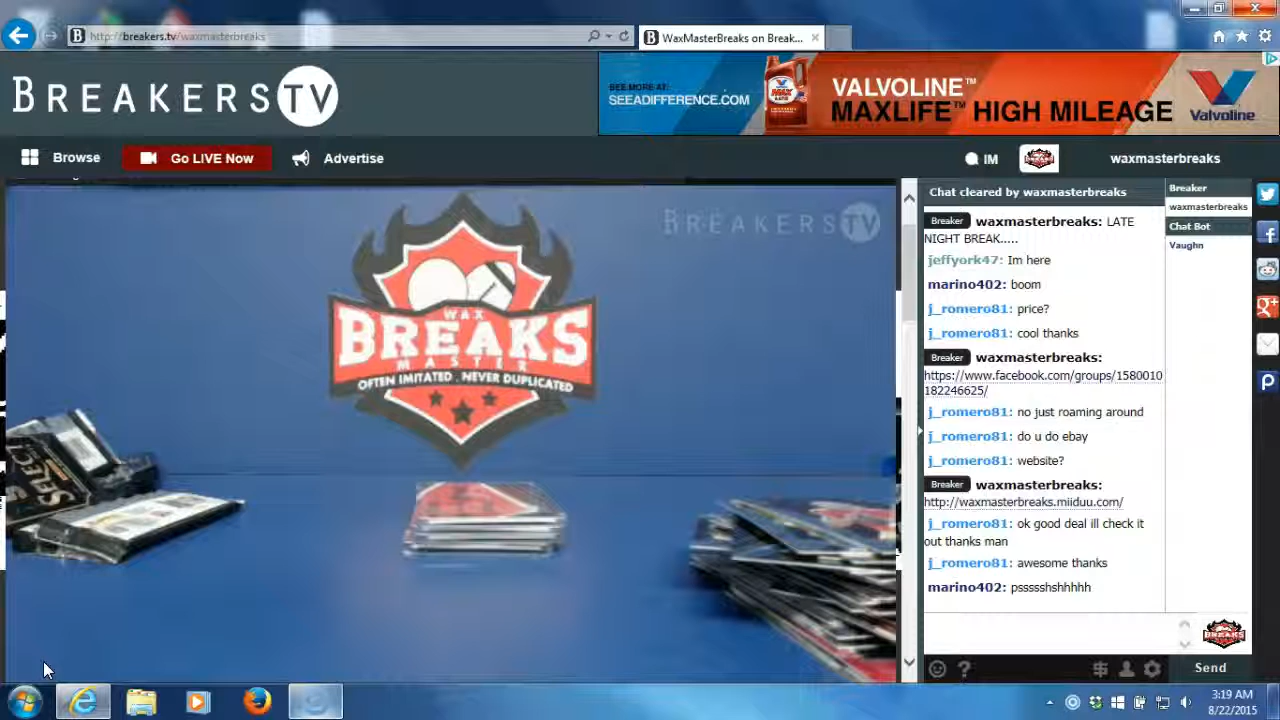 http://breakers.tv/waxmasterbreaks
WaxMasterBreaks on Break...
BREAKERSTV
SEE MORE AT:
SEEADIFFERENCE.COM
VALVOLINE™
MAXLIFE™ HIGH MILEAGE
Valvoline
Browse
Go LIVE Now
Advertise
IM
waxmasterbreaks
BREAKERSTV
WAX
BREAKS
MASTER
OFTEN IMITATED . NEVER DUPLICATED
SELECT
Chat cleared by waxmasterbreaks
Breaker waxmasterbreaks: LATE
NIGHT BREAK.....
jeffyork47: Im here
marino402: boom
j_romero81: price?
j_romero81: cool thanks
Breaker waxmasterbreaks:
https://www.facebook.com/groups/1580010
182246625/
j_romero81: no just roaming around
j_romero81: do u do ebay
j_romero81: website?
Breaker waxmasterbreaks:
http://waxmasterbreaks.miiduu.com/
j_romero81: ok good deal ill check it
out thanks man
j_romero81: awesome thanks
marino402: pssssshshhhhh
Breaker
waxmasterbreaks
Chat Bot
Vaughn
BREAKS
Send
3:19 AM
8/22/2015